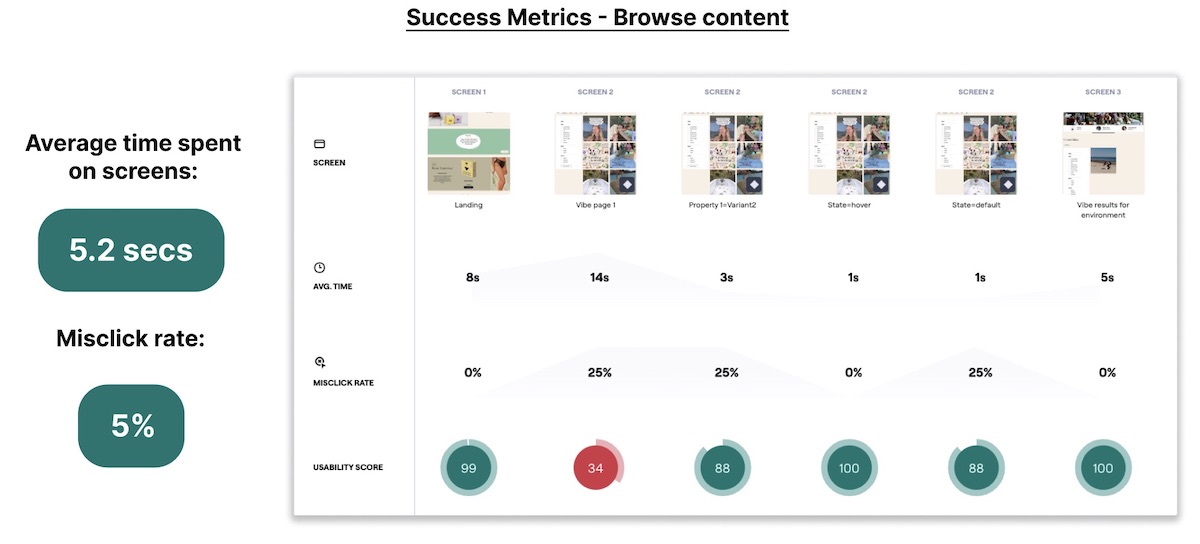 Success Metrics - Browse content
Average time spent
on screens:
5.2 secs
Misclick rate:
5%
SCREEN 1
SCREEN 2
SCREEN 2
SCREEN 2
SCREEN 2
SCREEN 3
SCREEN
Landing
Vibe page 1
Property 1=Variant2
State=hover
State=default
Vibe results for
environment
AVG. TIME
8s
14s
3s
1s
1s
5s
MISCLICK RATE
0%
25%
25%
0%
25%
0%
USABILITY SCORE
99
34
88
100
88
100